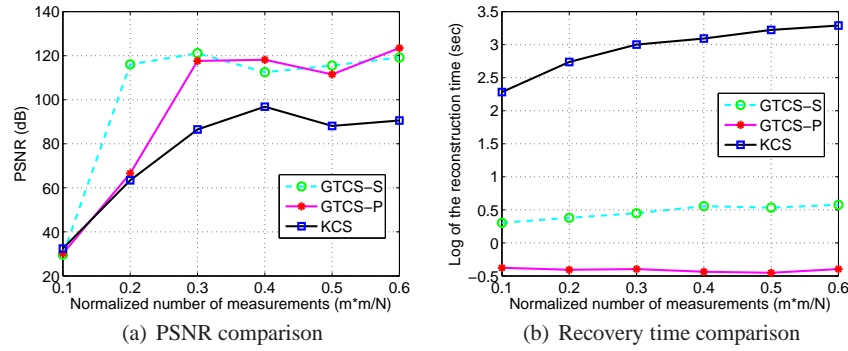 PSNR (dB)
140
120
100
80
60
40
20
0.1 0.2 0.3 0.4 0.5 0.6
Normalized number of measurements (m*m/N)
GTCS−S
GTCS−P
KCS
(a) PSNR comparison
Log of the reconstruction time (sec)
3.5
3
2.5
2
1.5
1
0.5
0
−0.5
0.1 0.2 0.3 0.4 0.5 0.6
Normalized number of measurements (m*m/N)
GTCS−S
GTCS−P
KCS
(b) Recovery time comparison